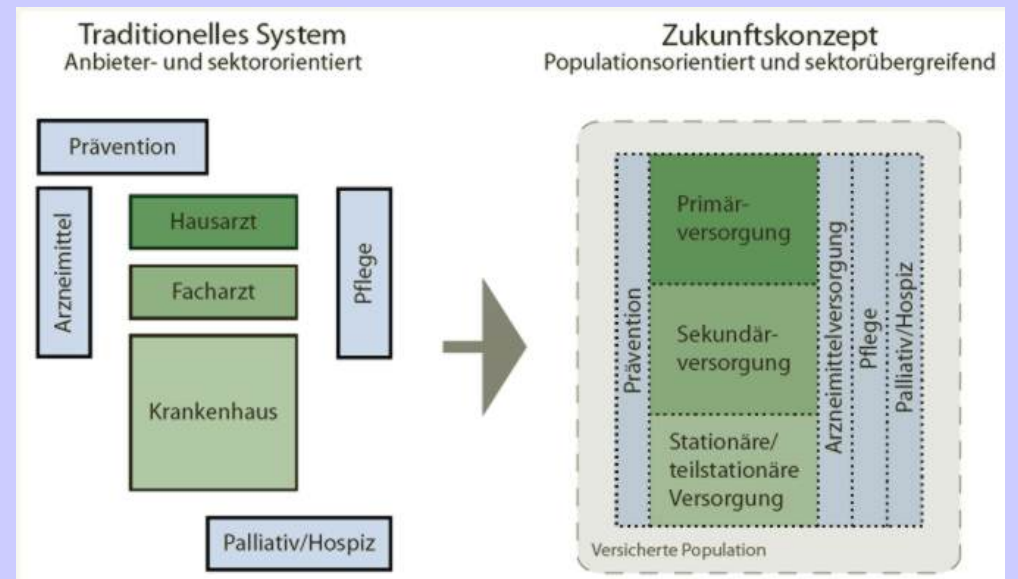 Traditionelles System
Anbieter- und sektororientiert
Prävention
Arzneimittel
Hausarzt
Facharzt
Krankenhaus
Pflege
Palliativ/Hospiz
Zukunftskonzept
Populationsorientiert und sektorübergreifend
Prävention
Primär-
versorgung
Sekundär-
versorgung
Stationäre/
teilstationäre
Versorgung
Arzneimittelversorgung
Pflege
Palliativ/Hospiz
Versicherte Population